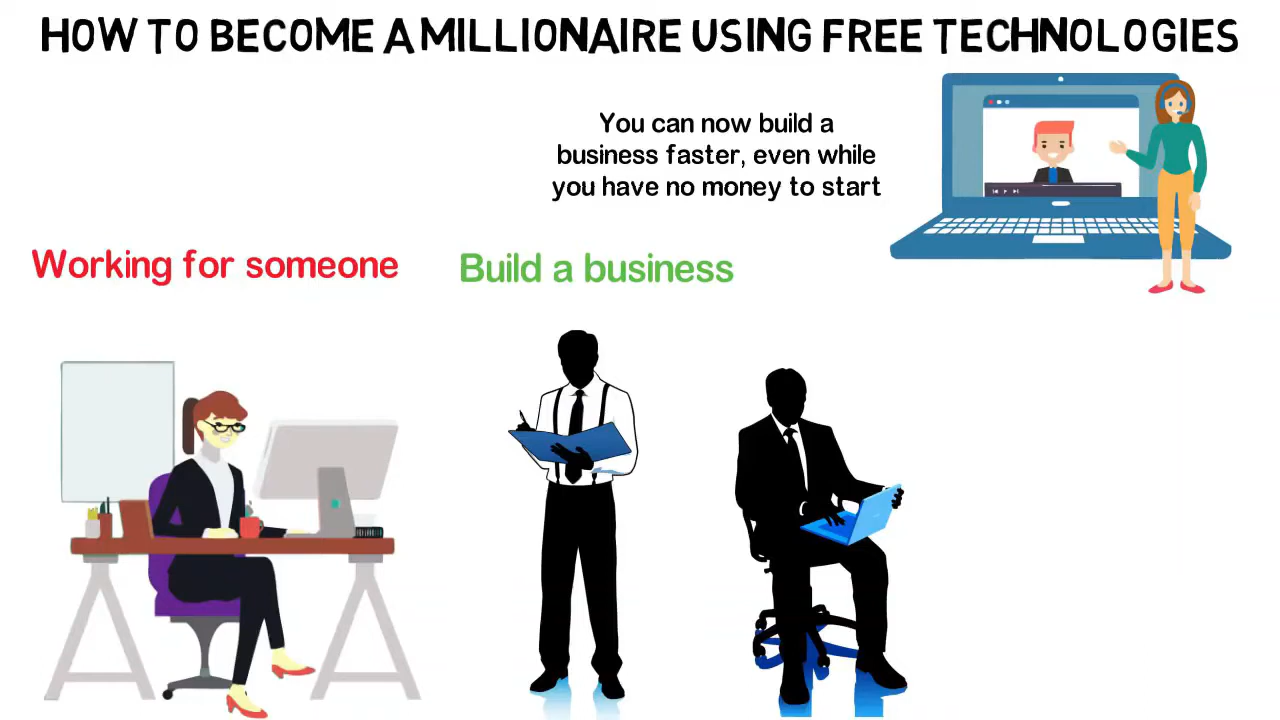 HOW TO BECOME A MILLIONAIRE USING FREE TECHNOLOGIES
You can now build a
business faster, even while
you have no money to start
Working for someone
Build a business